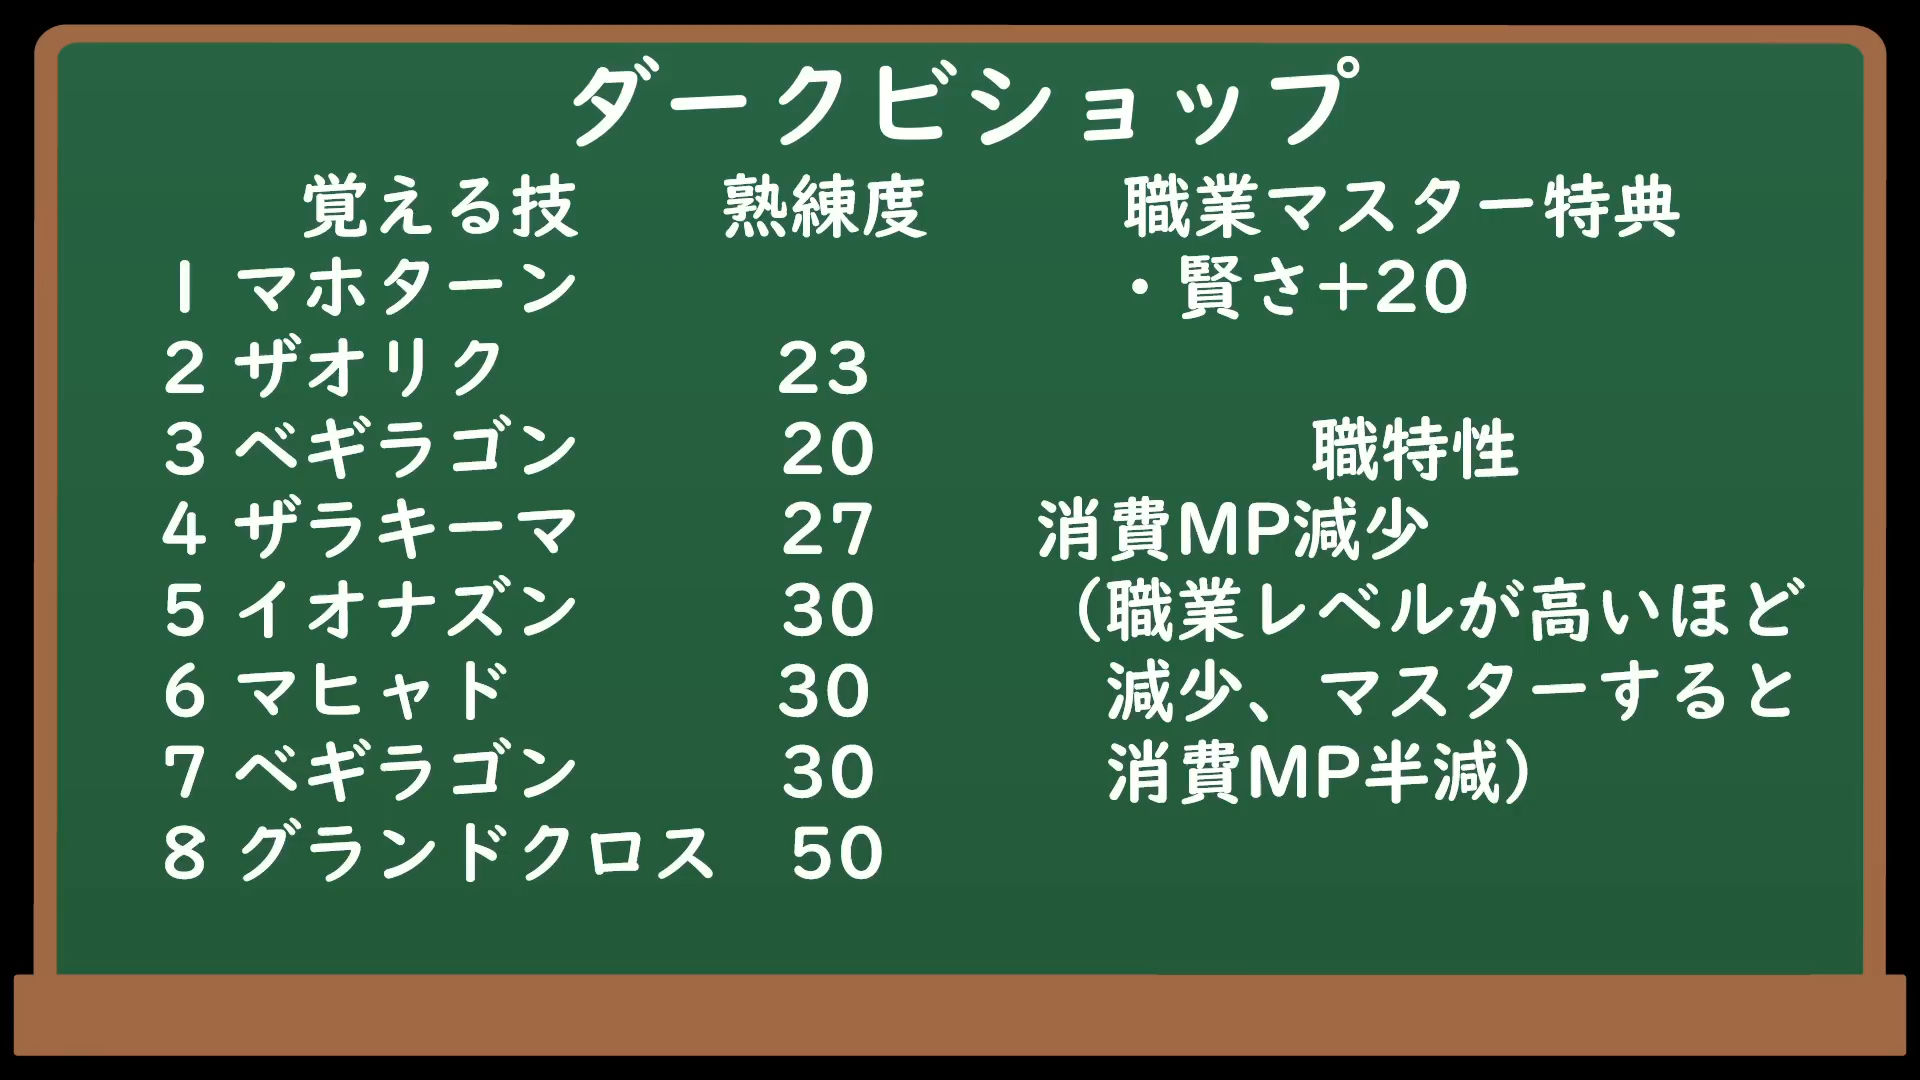 ダークビショップ
覚える技 熟練度 職業マスター特典
1 マホターン ・賢さ+20
2 ザオリク 23
3 ベギラゴン 20 職特性
4 ザラキーマ 27 消費MP減少
5 イオナズン 30 (職業レベルが高いほど
6 マヒャド 30 減少、マスターすると
7 ベギラゴン 30 消費MP半減)
8 グランドクロス 50